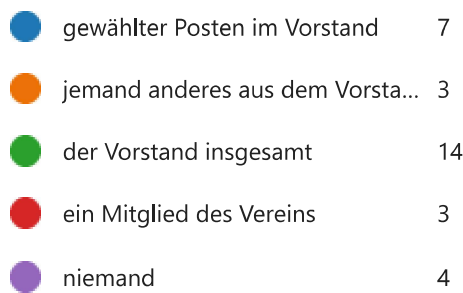 gewählter Posten im Vorstand 7
jemand anderes aus dem Vorsta... 3
der Vorstand insgesamt 14
ein Mitglied des Vereins 3
niemand 4